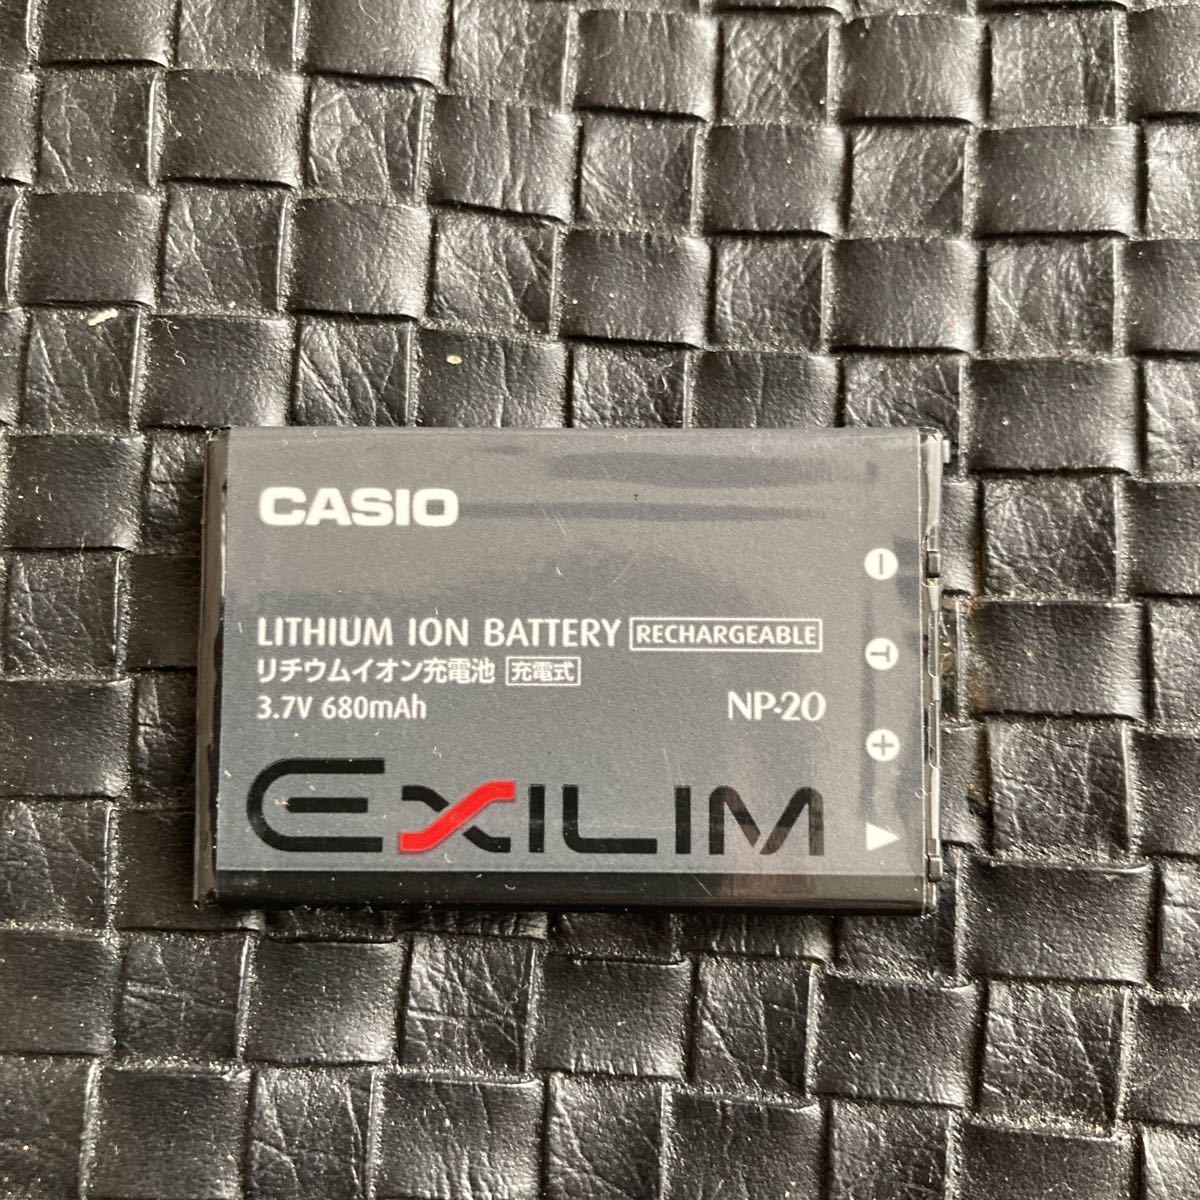 CASIO
LITHIUM ION BATTERY RECHARGEABLE
リチウムイオン充電池 充電式
3.7V 680mAh NP-20
EXILIM
− T +